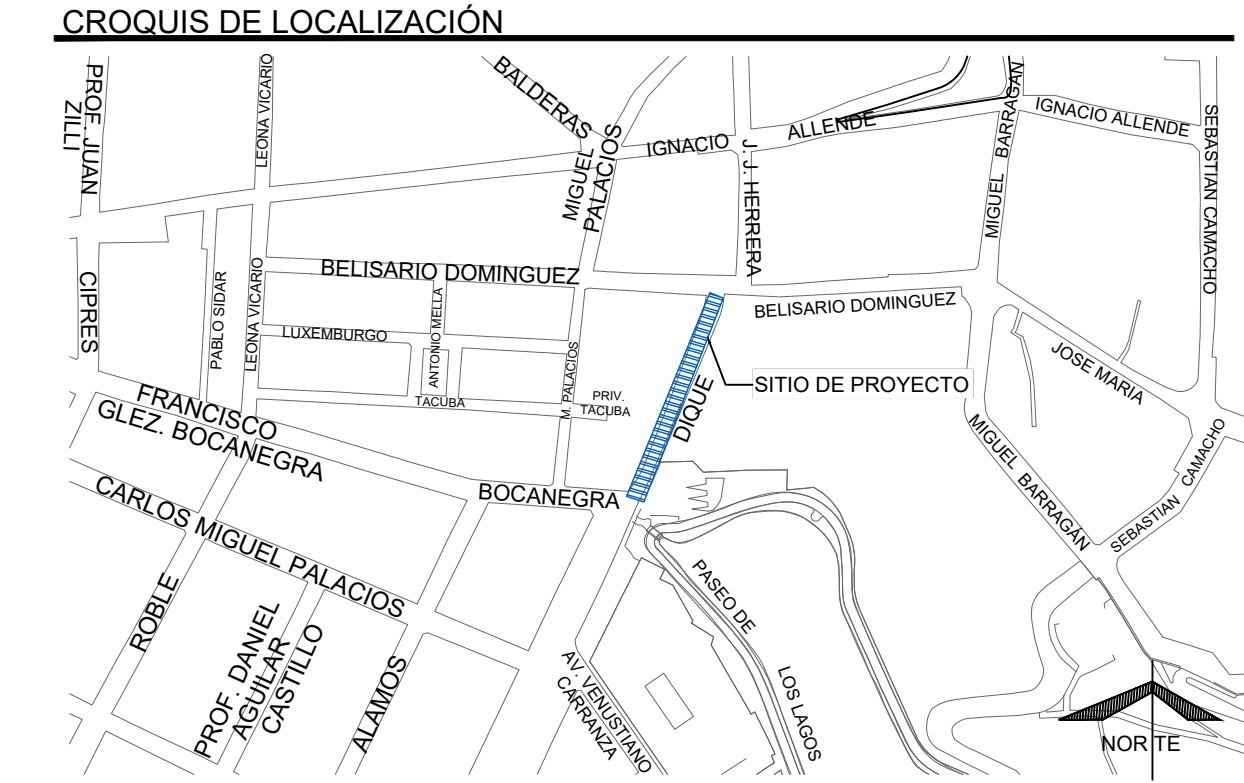 CROQUIS DE LOCALIZACIÓN
PROF. JUAN
ZILLI
LEONA VICARIO
BALDERAS
MIGUEL
PALACIOS
IGNACIO
ALLENDE
J. J. HERRERA
MIGUEL BARRAGAN
IGNACIO ALLENDE
SEBASTIAN CAMACHO
CIPRES
PABLO SIDAR
LEONA VICARIO
BELISARIO DOMINGUEZ
ANTONIO MELLA
LUXEMBURGO
BELISARIO DOMINGUEZ
M. PALACIOS
PRIV.
TACUBA
TACUBA
SITIO DE PROYECTO
DIQUE
JOSE MARIA
FRANCISCO
GLEZ. BOCANEGRA
BOCANEGRA
MIGUEL BARRAGÁN
SEBASTIAN CAMACHO
CARLOS MIGUEL PALACIOS
ROBLE
PROF. DANIEL
AGUILAR
CASTILLO
ALAMOS
AV. VENUSTIANO
CARRANZA
PASEO DE
LOS LAGOS
NORTE